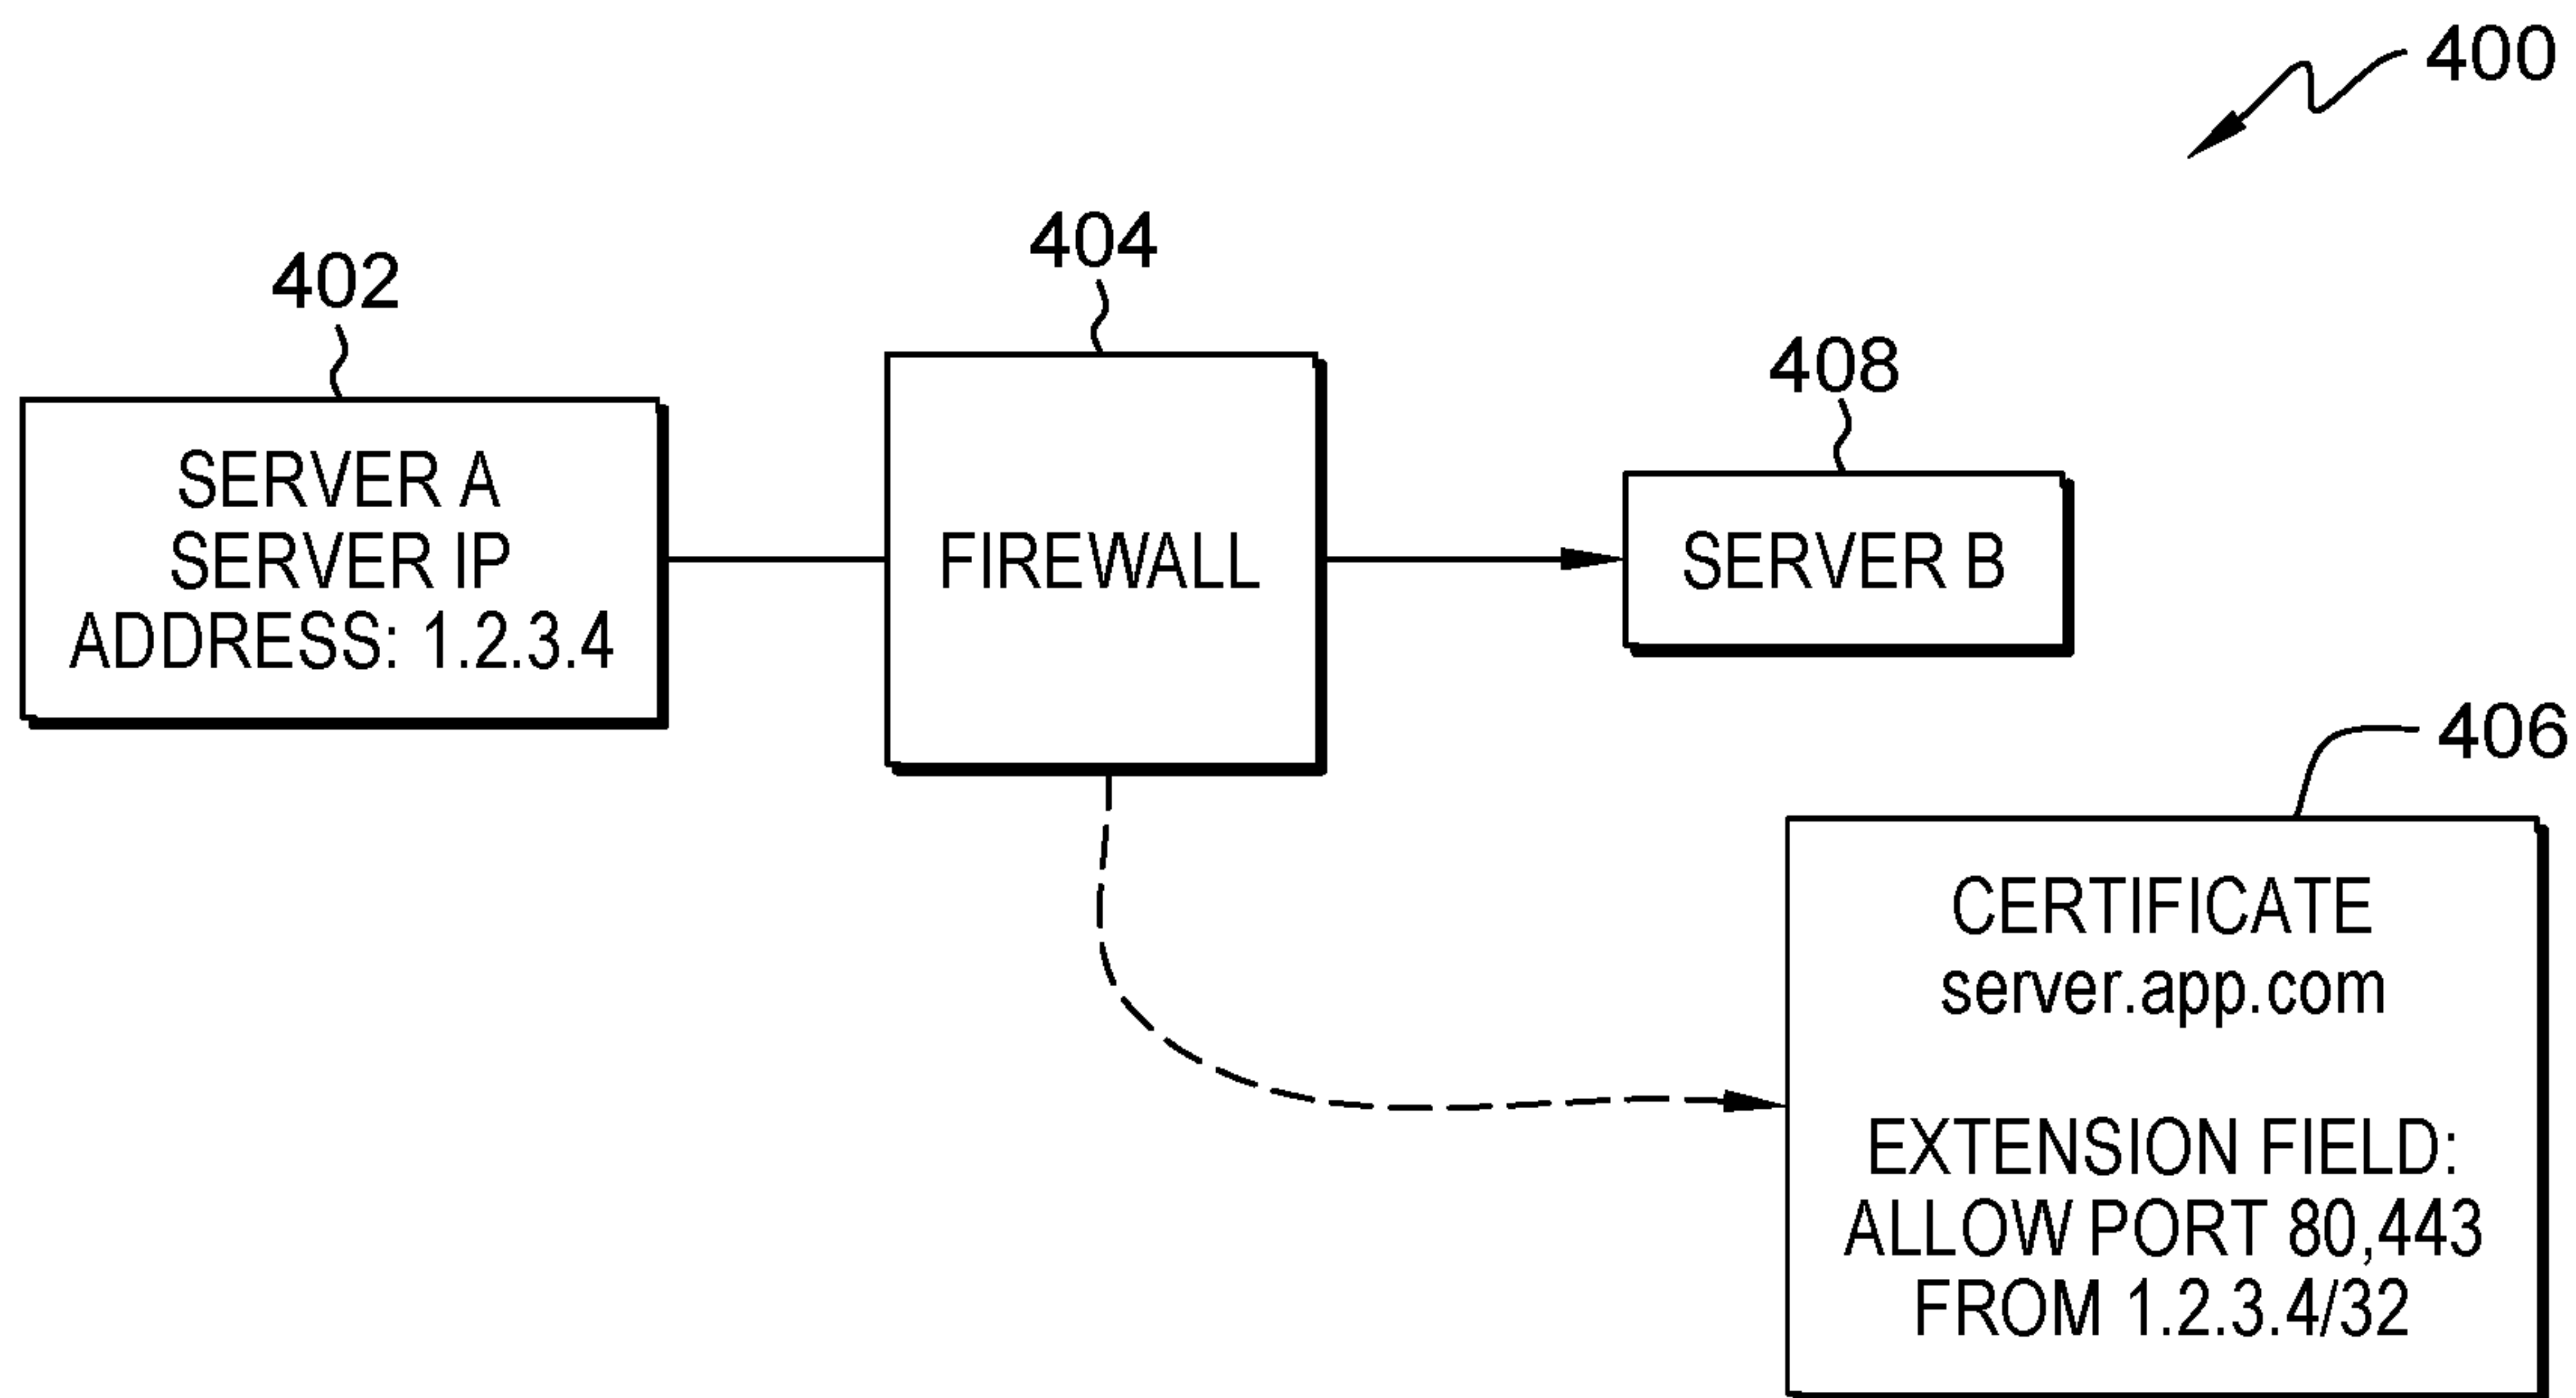 400
402
404
408
SERVER A
SERVER IP
ADDRESS: 1.2.3.4
FIREWALL
SERVER B
406
CERTIFICATE
server.app.com
EXTENSION FIELD:
ALLOW PORT 80,443
FROM 1.2.3.4/32